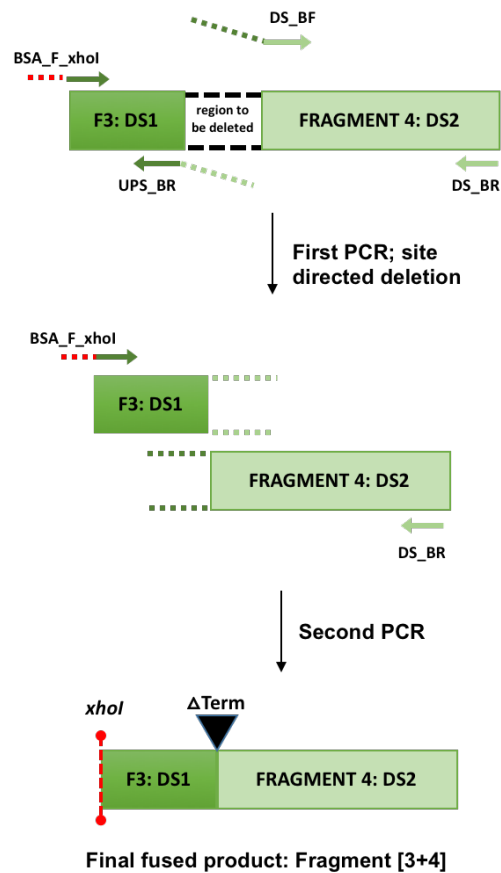 DS_BF
BSA_F_xhoI
F3: DS1
region to
be deleted
FRAGMENT 4: DS2
UPS_BR
DS_BR
First PCR; site
directed deletion
BSA_F_xhoI
F3: DS1
FRAGMENT 4: DS2
DS_BR
Second PCR
xhoI
△Term
F3: DS1
FRAGMENT 4: DS2
Final fused product: Fragment [3+4]